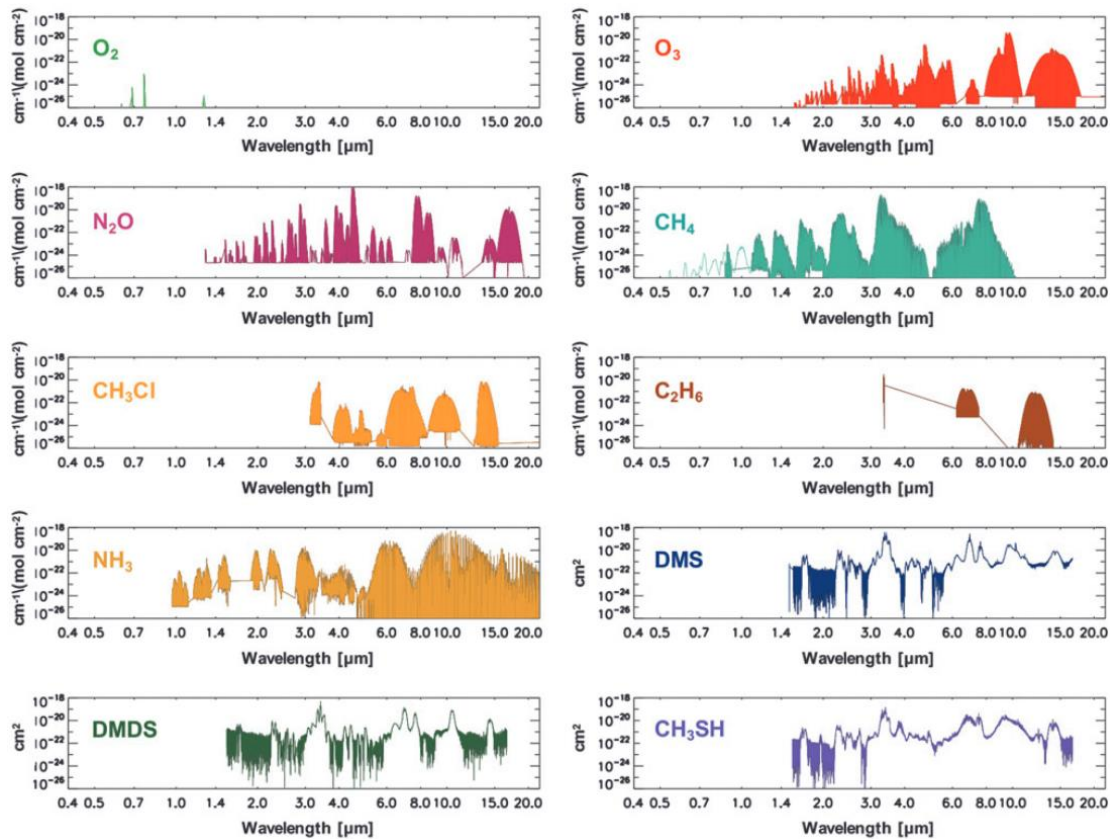 cm⁻¹\(mol cm⁻²)
10⁻¹⁸
10⁻²⁰
10⁻²²
10⁻²⁴
10⁻²⁶
O₂
0.4 0.5 0.7 1.0 1.4 2.0 3.0 4.0 6.0 8.0 10.0 15.0 20.0
Wavelength [µm]
cm⁻¹\(mol cm⁻²)
10⁻¹⁸
10⁻²⁰
10⁻²²
10⁻²⁴
10⁻²⁶
O₃
0.4 0.5 0.7 1.0 1.4 2.0 3.0 4.0 6.0 8.0 10.0 15.0 20.0
Wavelength [µm]
cm⁻¹\(mol cm⁻²)
10⁻¹⁸
10⁻²⁰
10⁻²²
10⁻²⁴
10⁻²⁶
N₂O
0.4 0.5 0.7 1.0 1.4 2.0 3.0 4.0 6.0 8.0 10.0 15.0 20.0
Wavelength [µm]
cm⁻¹\(mol cm⁻²)
10⁻¹⁸
10⁻²⁰
10⁻²²
10⁻²⁴
10⁻²⁶
CH₄
0.4 0.5 0.7 1.0 1.4 2.0 3.0 4.0 6.0 8.0 10.0 15.0 20.0
Wavelength [µm]
cm⁻¹\(mol cm⁻²)
10⁻¹⁸
10⁻²⁰
10⁻²²
10⁻²⁴
10⁻²⁶
CH₃Cl
0.4 0.5 0.7 1.0 1.4 2.0 3.0 4.0 6.0 8.0 10.0 15.0 20.0
Wavelength [µm]
cm⁻¹\(mol cm⁻²)
10⁻¹⁸
10⁻²⁰
10⁻²²
10⁻²⁴
10⁻²⁶
C₂H₆
0.4 0.5 0.7 1.0 1.4 2.0 3.0 4.0 6.0 8.0 10.0 15.0 20.0
Wavelength [µm]
cm⁻¹\(mol cm⁻²)
10⁻¹⁸
10⁻²⁰
10⁻²²
10⁻²⁴
10⁻²⁶
NH₃
0.4 0.5 0.7 1.0 1.4 2.0 3.0 4.0 6.0 8.0 10.0 15.0 20.0
Wavelength [µm]
cm²
10⁻¹⁸
10⁻²⁰
10⁻²²
10⁻²⁴
10⁻²⁶
DMS
0.4 0.5 0.7 1.0 1.4 2.0 3.0 4.0 6.0 8.0 10.0 15.0 20.0
Wavelength [µm]
cm²
10⁻¹⁸
10⁻²⁰
10⁻²²
10⁻²⁴
10⁻²⁶
DMDS
0.4 0.5 0.7 1.0 1.4 2.0 3.0 4.0 6.0 8.0 10.0 15.0 20.0
Wavelength [µm]
cm²
10⁻¹⁸
10⁻²⁰
10⁻²²
10⁻²⁴
10⁻²⁶
CH₃SH
0.4 0.5 0.7 1.0 1.4 2.0 3.0 4.0 6.0 8.0 10.0 15.0 20.0
Wavelength [µm]